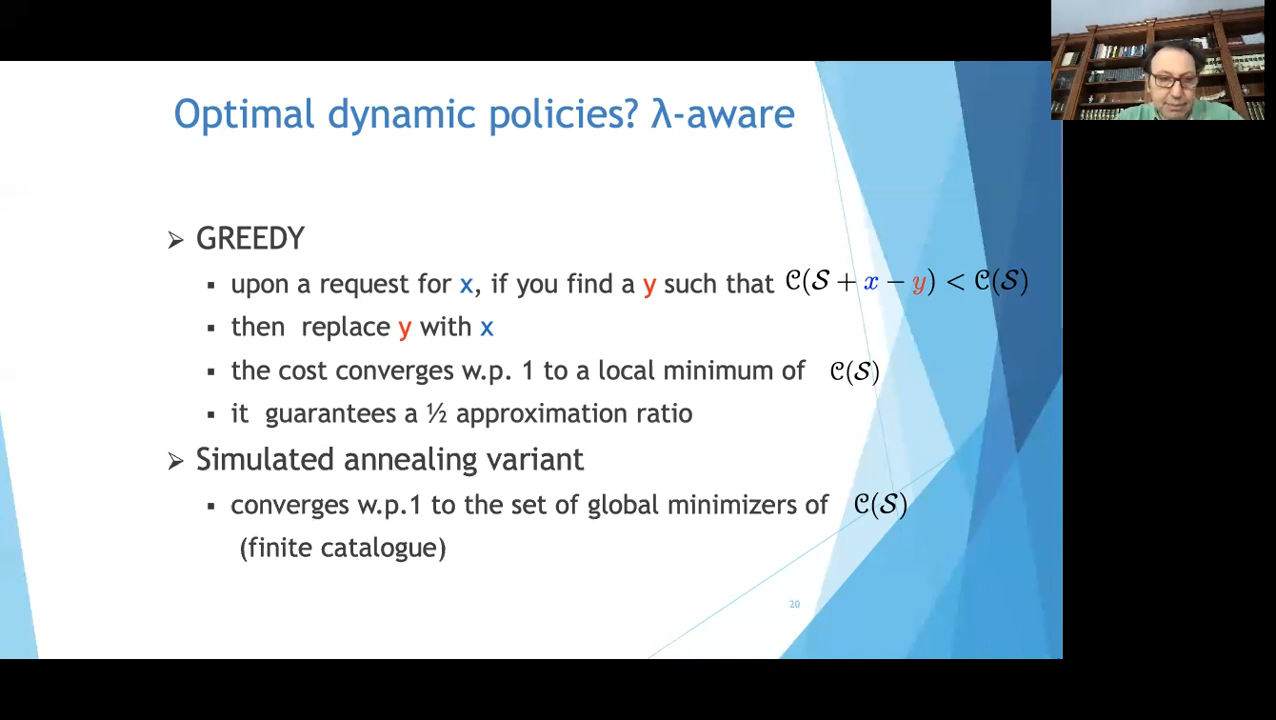 Optimal dynamic policies? λ-aware
➢ GREEDY
▪ upon a request for x, if you find a y such that 𝒞(𝒮 + x − y) < 𝒞(𝒮)
▪ then replace y with x
▪ the cost converges w.p. 1 to a local minimum of 𝒞(𝒮)
▪ it guarantees a ½ approximation ratio
➢ Simulated annealing variant
▪ converges w.p.1 to the set of global minimizers of 𝒞(𝒮)
(finite catalogue)
20